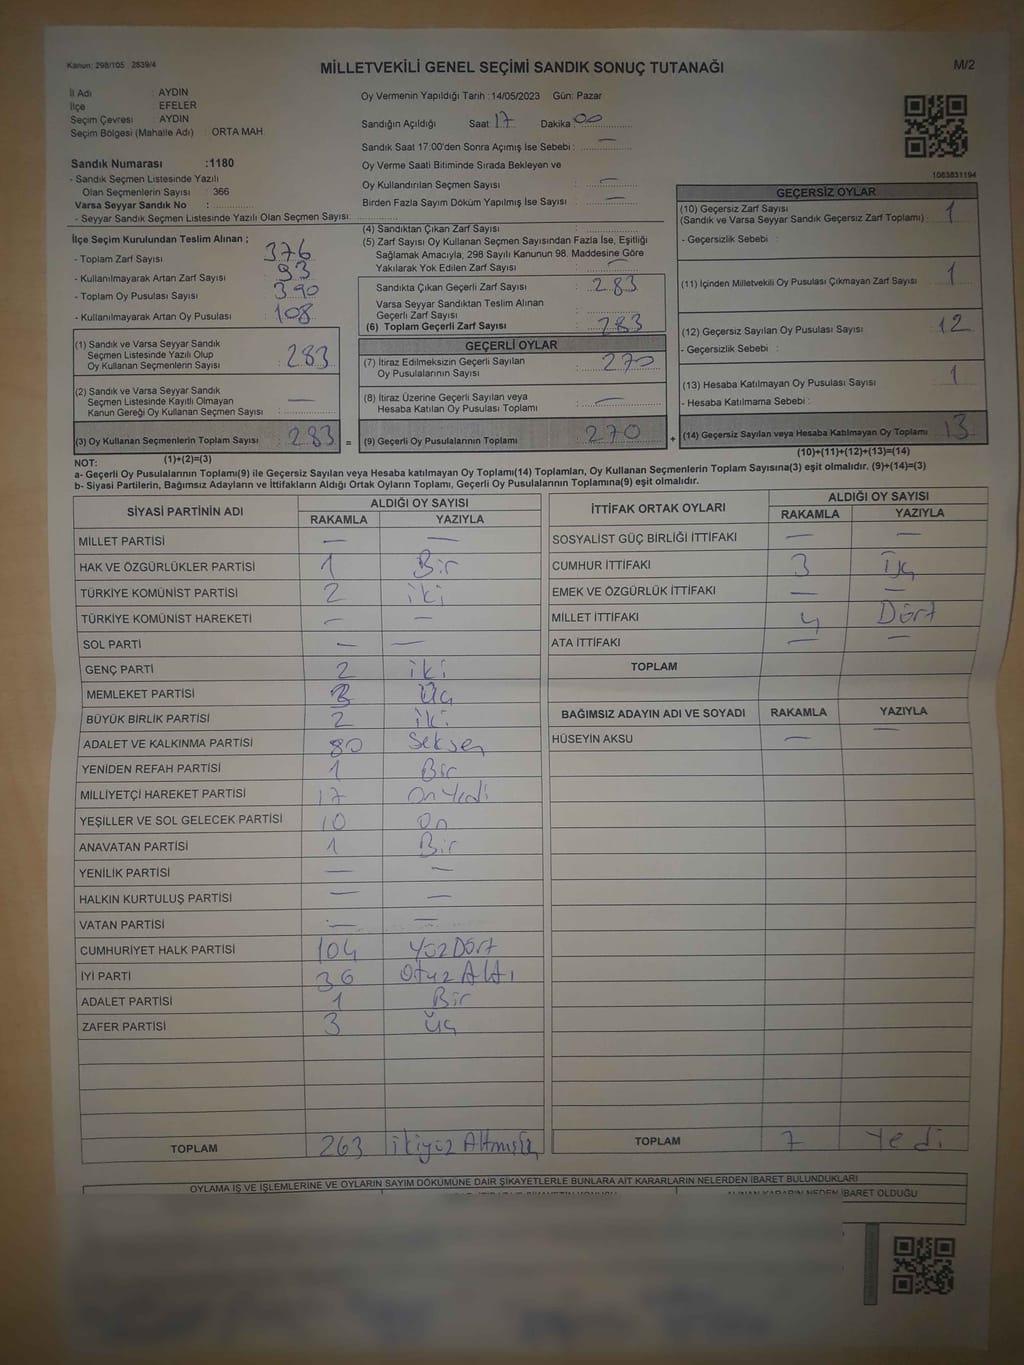 Kanun: 298/105 2839/4
MİLLETVEKİLİ GENEL SEÇİMİ SANDIK SONUÇ TUTANAĞI
M/2
İl Adı : AYDIN
İlçe : EFELER
Seçim Çevresi : AYDIN
Seçim Bölgesi (Mahalle Adı) : ORTA MAH.
Sandık Numarası :1180
- Sandık Seçmen Listesinde Yazılı
Olan Seçmenlerin Sayısı : 366
Varsa Seyyar Sandık No :
- Seyyar Sandık Seçmen Listesinde Yazılı Olan Seçmen Sayısı:
Oy Vermenin Yapıldığı Tarih :14/05/2023 Gün: Pazar
Sandığın Açıldığı Saat 17 Dakika 00
Sandık Saat 17:00'den Sonra Açımış İse Sebebi : —
Oy Verme Saati Bitiminde Sırada Bekleyen ve
Oy Kullandırılan Seçmen Sayısı : —
Birden Fazla Sayım Döküm Yapılmış İse Sayısı : —
1083831194
İlçe Seçim Kurulundan Teslim Alınan ;
- Toplam Zarf Sayısı : 376
- Kullanılmayarak Artan Zarf Sayısı : 93
- Toplam Oy Pusulası Sayısı : 390
- Kullanılmayarak Artan Oy Pusulası : 108
(4) Sandıktan Çıkan Zarf Sayısı :
(5) Zarf Sayısı Oy Kullanan Seçmen Sayısından Fazla İse, Eşitliği
Sağlamak Amacıyla, 298 Sayılı Kanunun 98. Maddesine Göre
Yakılarak Yok Edilen Zarf Sayısı : —
Sandıkta Çıkan Geçerli Zarf Sayısı : 283
Varsa Seyyar Sandıktan Teslim Alınan
Geçerli Zarf Sayısı :
(6) Toplam Geçerli Zarf Sayısı : 283
GEÇERSİZ OYLAR
(10) Geçersiz Zarf Sayısı
(Sandık ve Varsa Seyyar Sandık Geçersiz Zarf Toplamı) : 1
- Geçersizlik Sebebi :
(11) İçinden Milletvekili Oy Pusulası Çıkmayan Zarf Sayısı : 1
(12) Geçersiz Sayılan Oy Pusulası Sayısı : 12
- Geçersizlik Sebebi :
(13) Hesaba Katılmayan Oy Pusulası Sayısı : 1
- Hesaba Katılmama Sebebi :
(14) Geçersiz Sayılan veya Hesaba Katılmayan Oy Toplamı : 13
(10)+(11)+(12)+(13)=(14)
(1) Sandık ve Varsa Seyyar Sandık
Seçmen Listesinde Yazılı Olup
Oy Kullanan Seçmenlerin Sayısı : 283
(2) Sandık ve Varsa Seyyar Sandık
Seçmen Listesinde Kayıtlı Olmayan
Kanun Gereği Oy Kullanan Seçmen Sayısı : —
(3) Oy Kullanan Seçmenlerin Toplam Sayısı : 283 =
(1)+(2)=(3)
GEÇERLİ OYLAR
(7) İtiraz Edilmeksizin Geçerli Sayılan
Oy Pusulalarının Sayısı : 270
(8) İtiraz Üzerine Geçerli Sayılan veya
Hesaba Katılan Oy Pusulası Toplamı : —
(9) Geçerli Oy Pusulalarının Toplamı : 270 +
NOT:
a- Geçerli Oy Pusulalarının Toplamı(9) ile Geçersiz Sayılan veya Hesaba katılmayan Oy Toplamı(14) Toplamları, Oy Kullanan Seçmenlerin Toplam Sayısına(3) eşit olmalıdır. (9)+(14)=(3)
b- Siyasi Partilerin, Bağımsız Adayların ve İttifakların Aldığı Ortak Oyların Toplamı, Geçerli Oy Pusulalarının Toplamına(9) eşit olmalıdır.
SİYASİ PARTİNİN ADI ALDIĞI OY SAYISI
RAKAMLA YAZIYLA
MİLLET PARTİSİ — —
HAK VE ÖZGÜRLÜKLER PARTİSİ 1 Bir
TÜRKİYE KOMÜNİST PARTİSİ 2 iki
TÜRKİYE KOMÜNİST HAREKETİ — —
SOL PARTİ — —
GENÇ PARTİ 2 iki
MEMLEKET PARTİSİ 3 Üç
BÜYÜK BİRLİK PARTİSİ 2 iki
ADALET VE KALKINMA PARTİSİ 80 Seksen
YENİDEN REFAH PARTİSİ 1 Bir
MİLLİYETÇİ HAREKET PARTİSİ 17 On Yedi
YEŞİLLER VE SOL GELECEK PARTİSİ 10 On
ANAVATAN PARTİSİ 1 Bir
YENİLİK PARTİSİ — —
HALKIN KURTULUŞ PARTİSİ — —
VATAN PARTİSİ — —
CUMHURİYET HALK PARTİSİ 104 YüzDört
İYİ PARTİ 36 Otuz Altı
ADALET PARTİSİ 1 Bir
ZAFER PARTİSİ 3 üç
TOPLAM 263 ikiyüz Altmışüç
İTTİFAK ORTAK OYLARI ALDIĞI OY SAYISI
RAKAMLA YAZIYLA
SOSYALİST GÜÇ BİRLİĞİ İTTİFAKI — —
CUMHUR İTTİFAKI 3 Üç
EMEK VE ÖZGÜRLÜK İTTİFAKI — —
MİLLET İTTİFAKI 4 Dört
ATA İTTİFAKI — —
TOPLAM
BAĞIMSIZ ADAYIN ADI VE SOYADI RAKAMLA YAZIYLA
HÜSEYİN AKSU — —
TOPLAM 7 Yedi
OYLAMA İŞ VE İŞLEMLERİNE VE OYLARIN SAYIM DÖKÜMÜNE DAİR ŞİKAYETLERLE BUNLARA AİT KARARLARIN NELERDEN İBARET BULUNDUKLARI
ALINAN KARARIN NEDEN İBARET OLDUĞU